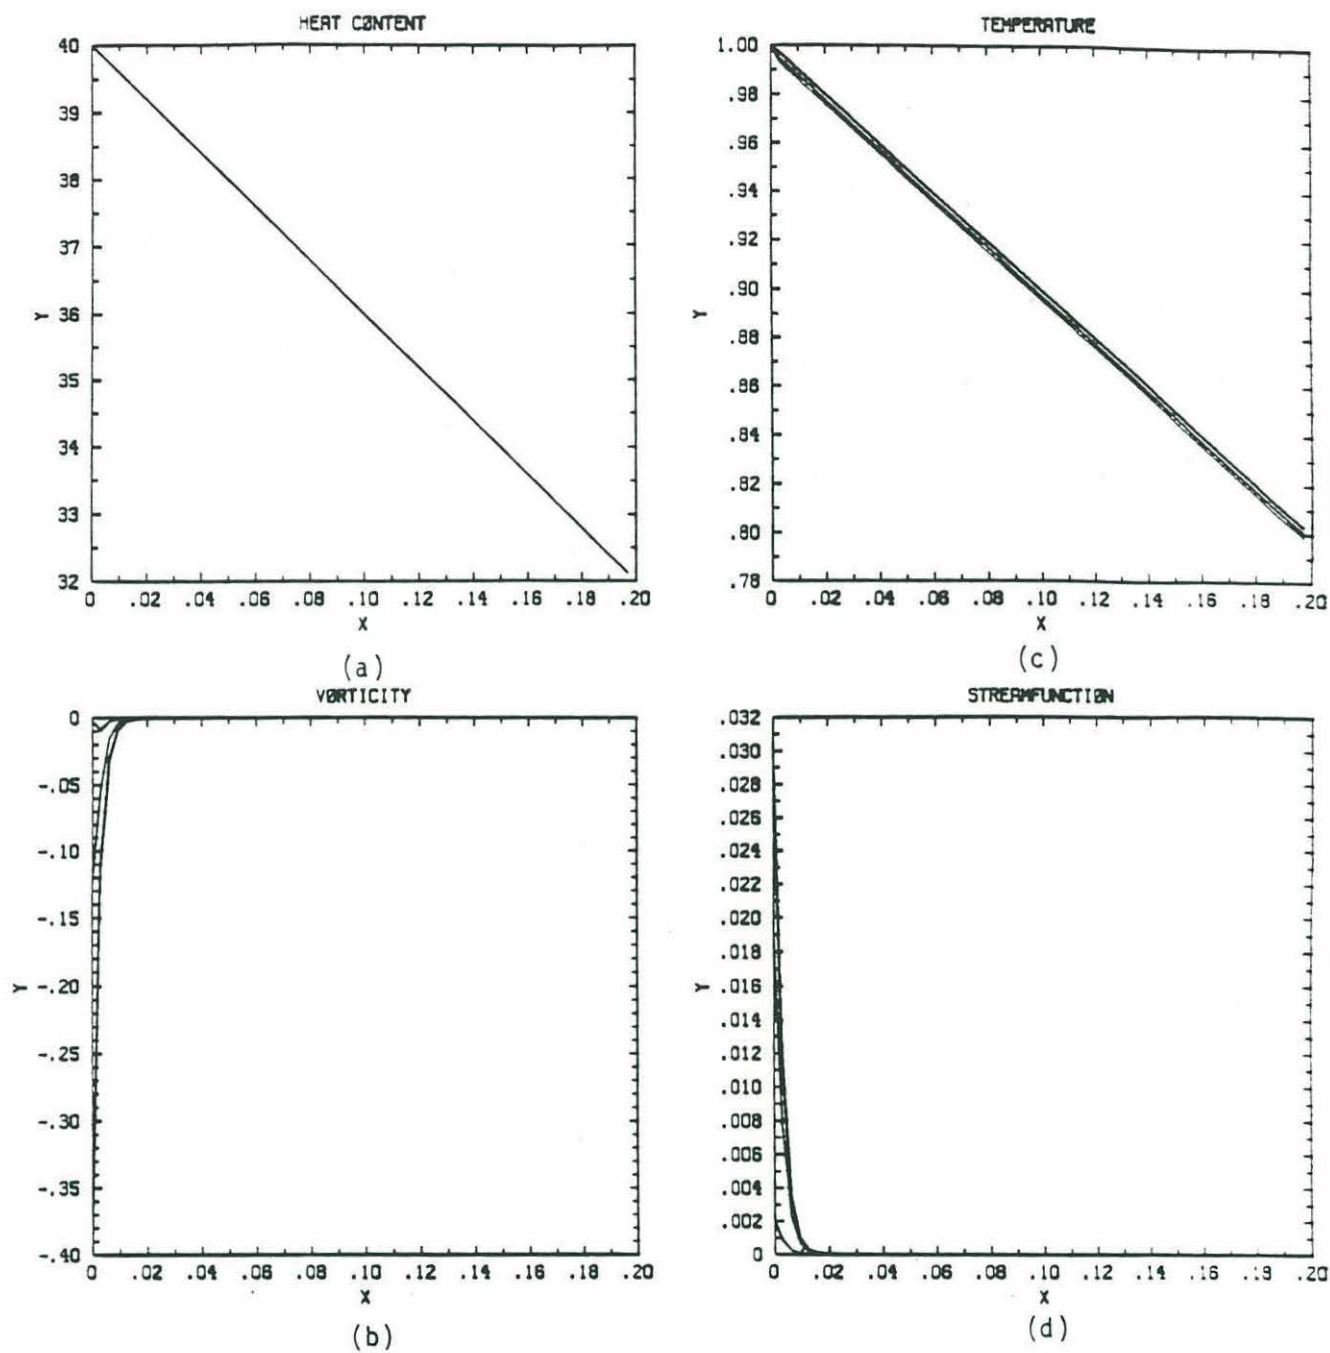 HEAT CØNTENT
40
39
38
37
Y 36
35
34
33
32
0 .02 .04 .06 .08 .10 .12 .14 .16 .18 .20
X
(a)
TEMPERATURE
1.00
.98
.96
.94
.92
.90
Y
.88
.86
.84
.82
.80
.78
0 .02 .04 .06 .08 .10 .12 .14 .16 .18 .20
X
(c)
VØRTICITY
0
-.05
-.10
-.15
Y -.20
-.25
-.30
-.35
-.40
0 .02 .04 .06 .08 .10 .12 .14 .16 .18 .20
X
(b)
STREAMFUNCTIØN
.032
.030
.028
.026
.024
.022
.020
.018
Y .016
.014
.012
.010
.008
.006
.004
.002
0
0 .02 .04 .06 .08 .10 .12 .14 .16 .18 .20
X
(d)